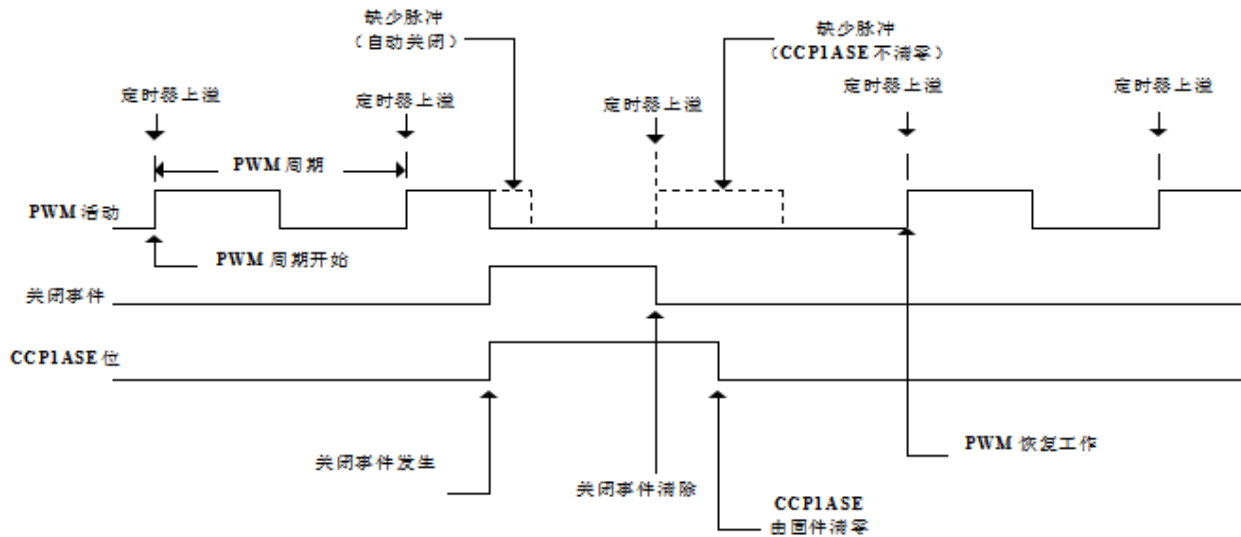 缺少脉冲
（自动关闭）
缺少脉冲
（CCP1ASE 不清零）
定时器上溢
定时器上溢
定时器上溢
定时器上溢
定时器上溢
PWM 周期
PWM 活动
PWM 周期开始
关闭事件
CCP1ASE 位
关闭事件发生
关闭事件清除
PWM 恢复工作
CCP1ASE
由固件清零